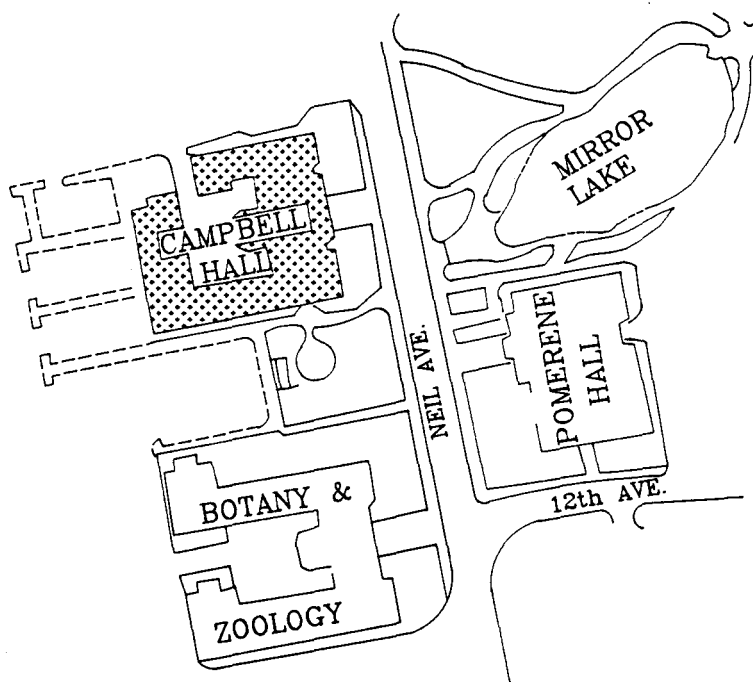 MIRROR
LAKE
CAMPBELL
HALL
NEIL AVE.
POMERENE
HALL
12th AVE.
BOTANY &
ZOOLOGY